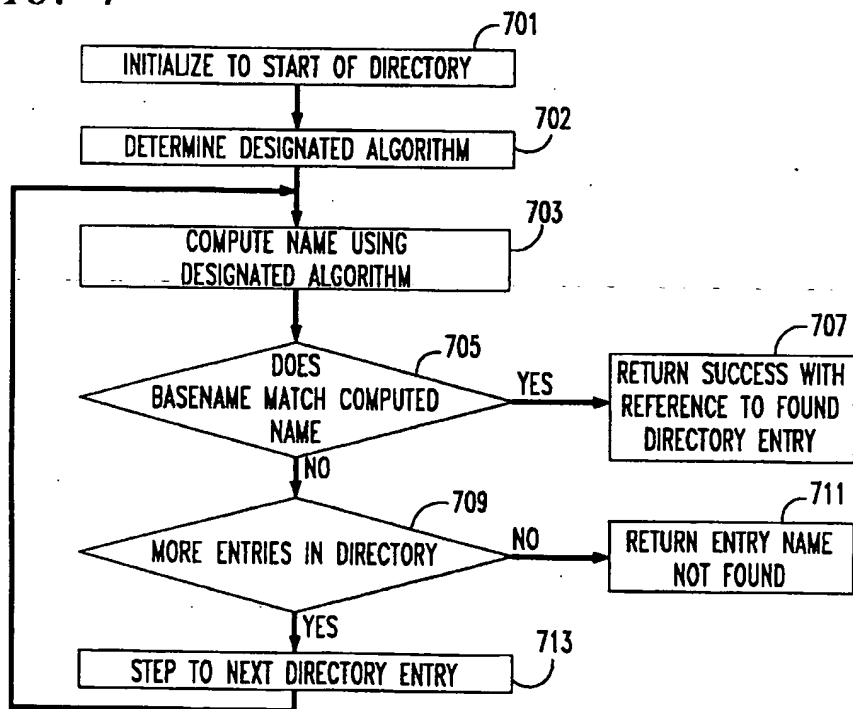 FIG. 7
701
INITIALIZE TO START OF DIRECTORY
702
DETERMINE DESIGNATED ALGORITHM
703
COMPUTE NAME USING
DESIGNATED ALGORITHM
705
DOES
BASENAME MATCH COMPUTED
NAME
YES
707
RETURN SUCCESS WITH
REFERENCE TO FOUND
DIRECTORY ENTRY
NO
709
MORE ENTRIES IN DIRECTORY
NO
711
RETURN ENTRY NAME
NOT FOUND
YES
713
STEP TO NEXT DIRECTORY ENTRY